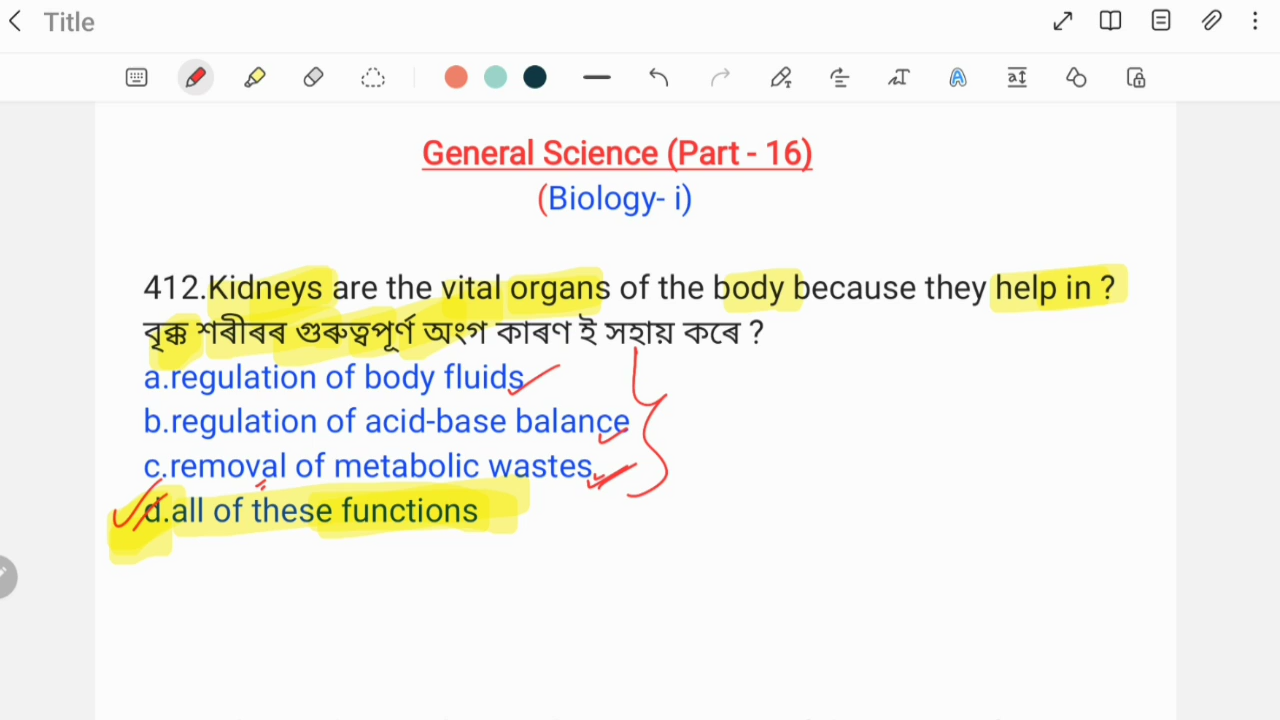 Title
General Science (Part - 16)
(Biology- i)
412.Kidneys are the vital organs of the body because they help in ?
বৃক্ক শৰীৰৰ গুৰুত্বপূৰ্ণ অংগ কাৰণ ই সহায় কৰে ?
a.regulation of body fluids
b.regulation of acid-base balance
c.removal of metabolic wastes
d.all of these functions